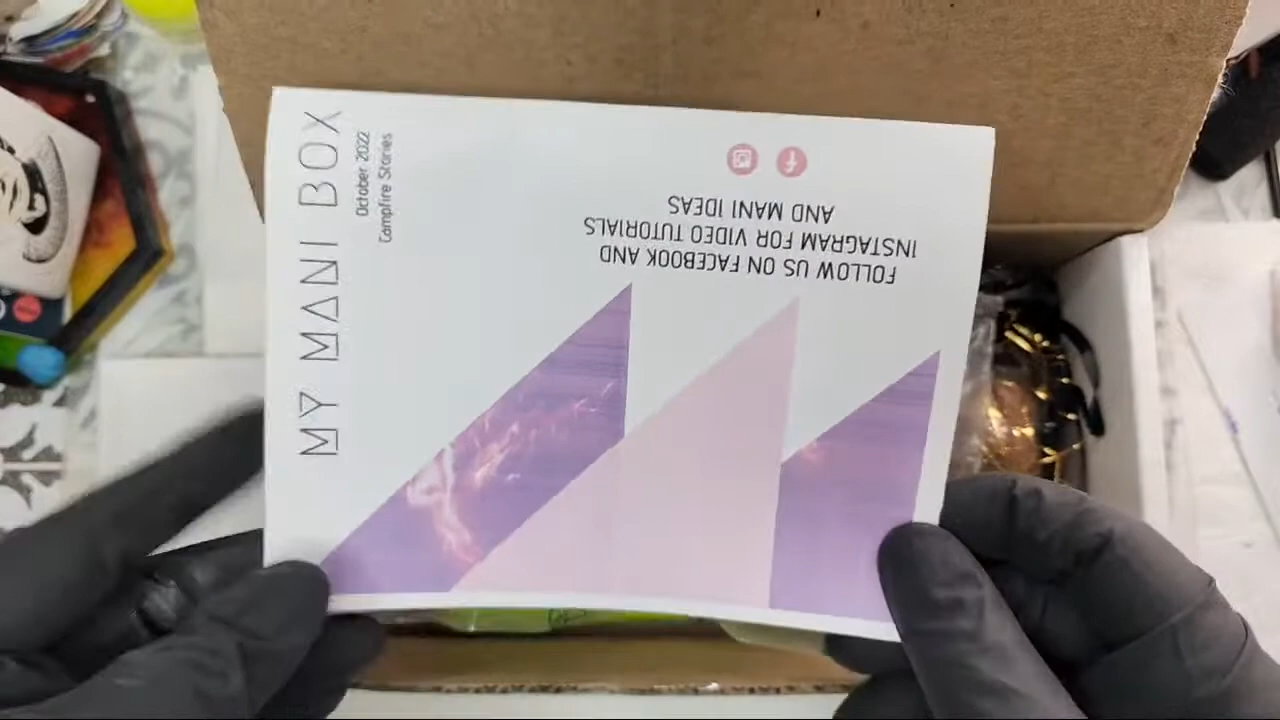 MY MANI BOX
October 2022
Campfire Stories
FOLLOW US ON FACEBOOK AND
INSTAGRAM FOR VIDEO TUTORIALS
AND MANI IDEAS